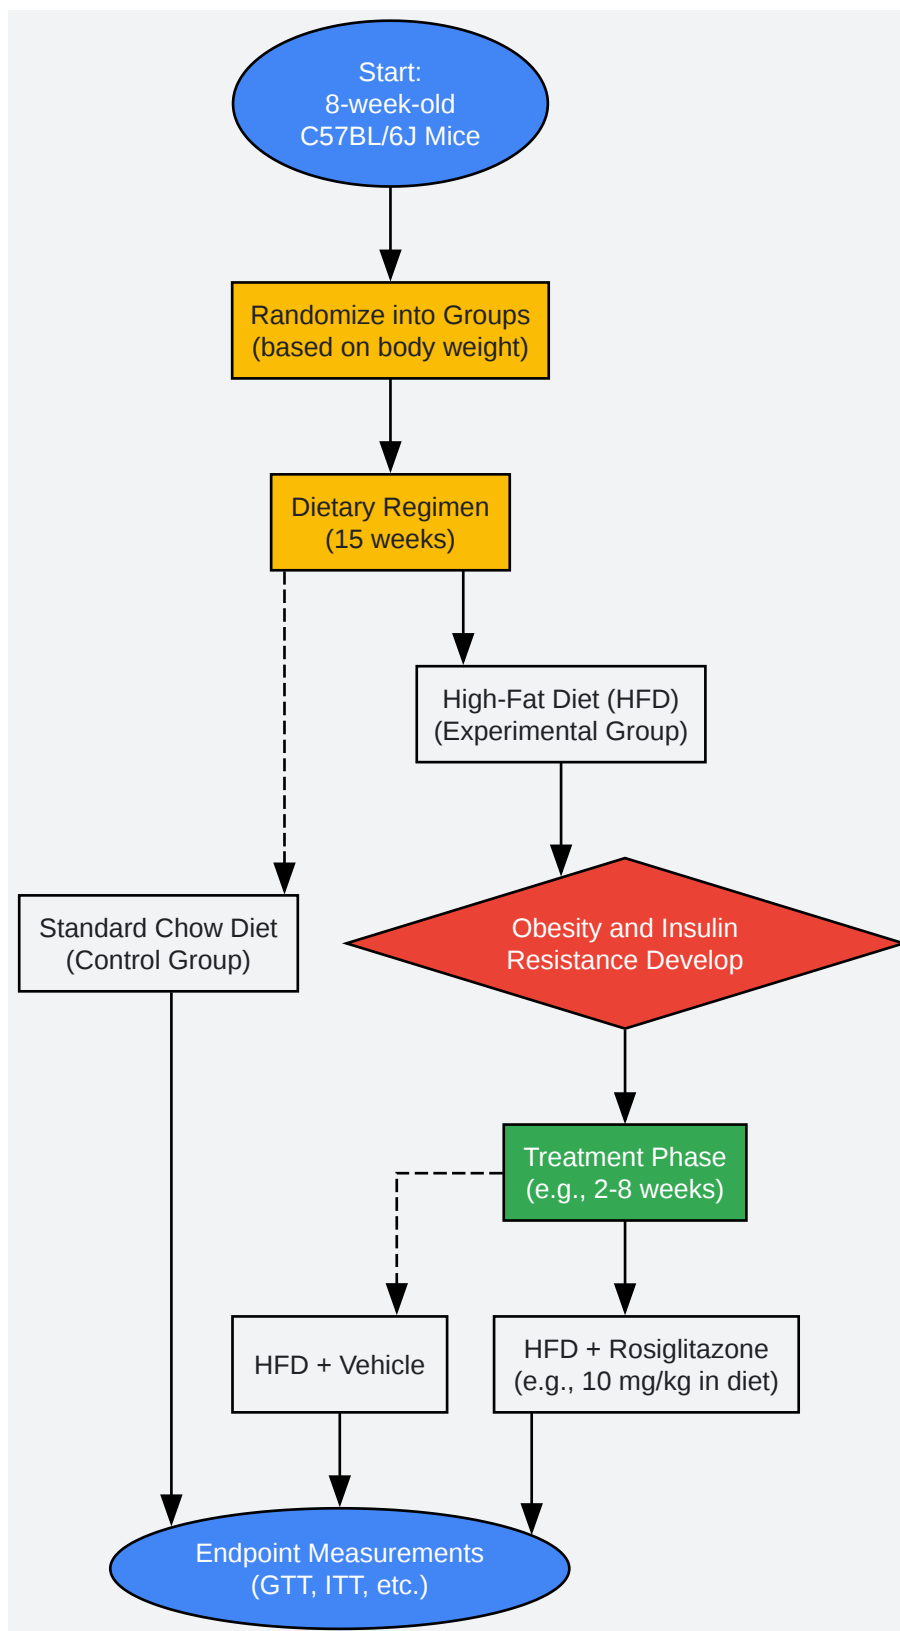 Start:
8-week-old
C57BL/6J Mice
Randomize into Groups
(based on body weight)
Dietary Regimen
(15 weeks)
High-Fat Diet (HFD)
(Experimental Group)
Standard Chow Diet
(Control Group)
Obesity and Insulin
Resistance Develop
Treatment Phase
(e.g., 2-8 weeks)
HFD + Vehicle
HFD + Rosiglitazone
(e.g., 10 mg/kg in diet)
Endpoint Measurements
(GTT, ITT, etc.)